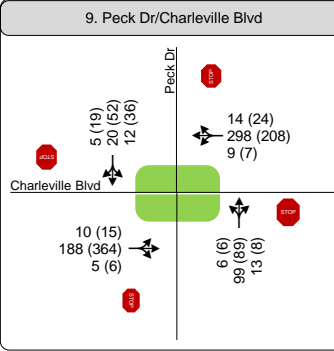 9. Peck Dr/Charleville Blvd
Peck Dr
STOP
5 (19)
20 (52)
12 (36)
14 (24)
298 (208)
9 (7)
STOP
Charleville Blvd
STOP
10 (15)
188 (364)
5 (6)
6 (6)
99 (89)
13 (8)
STOP